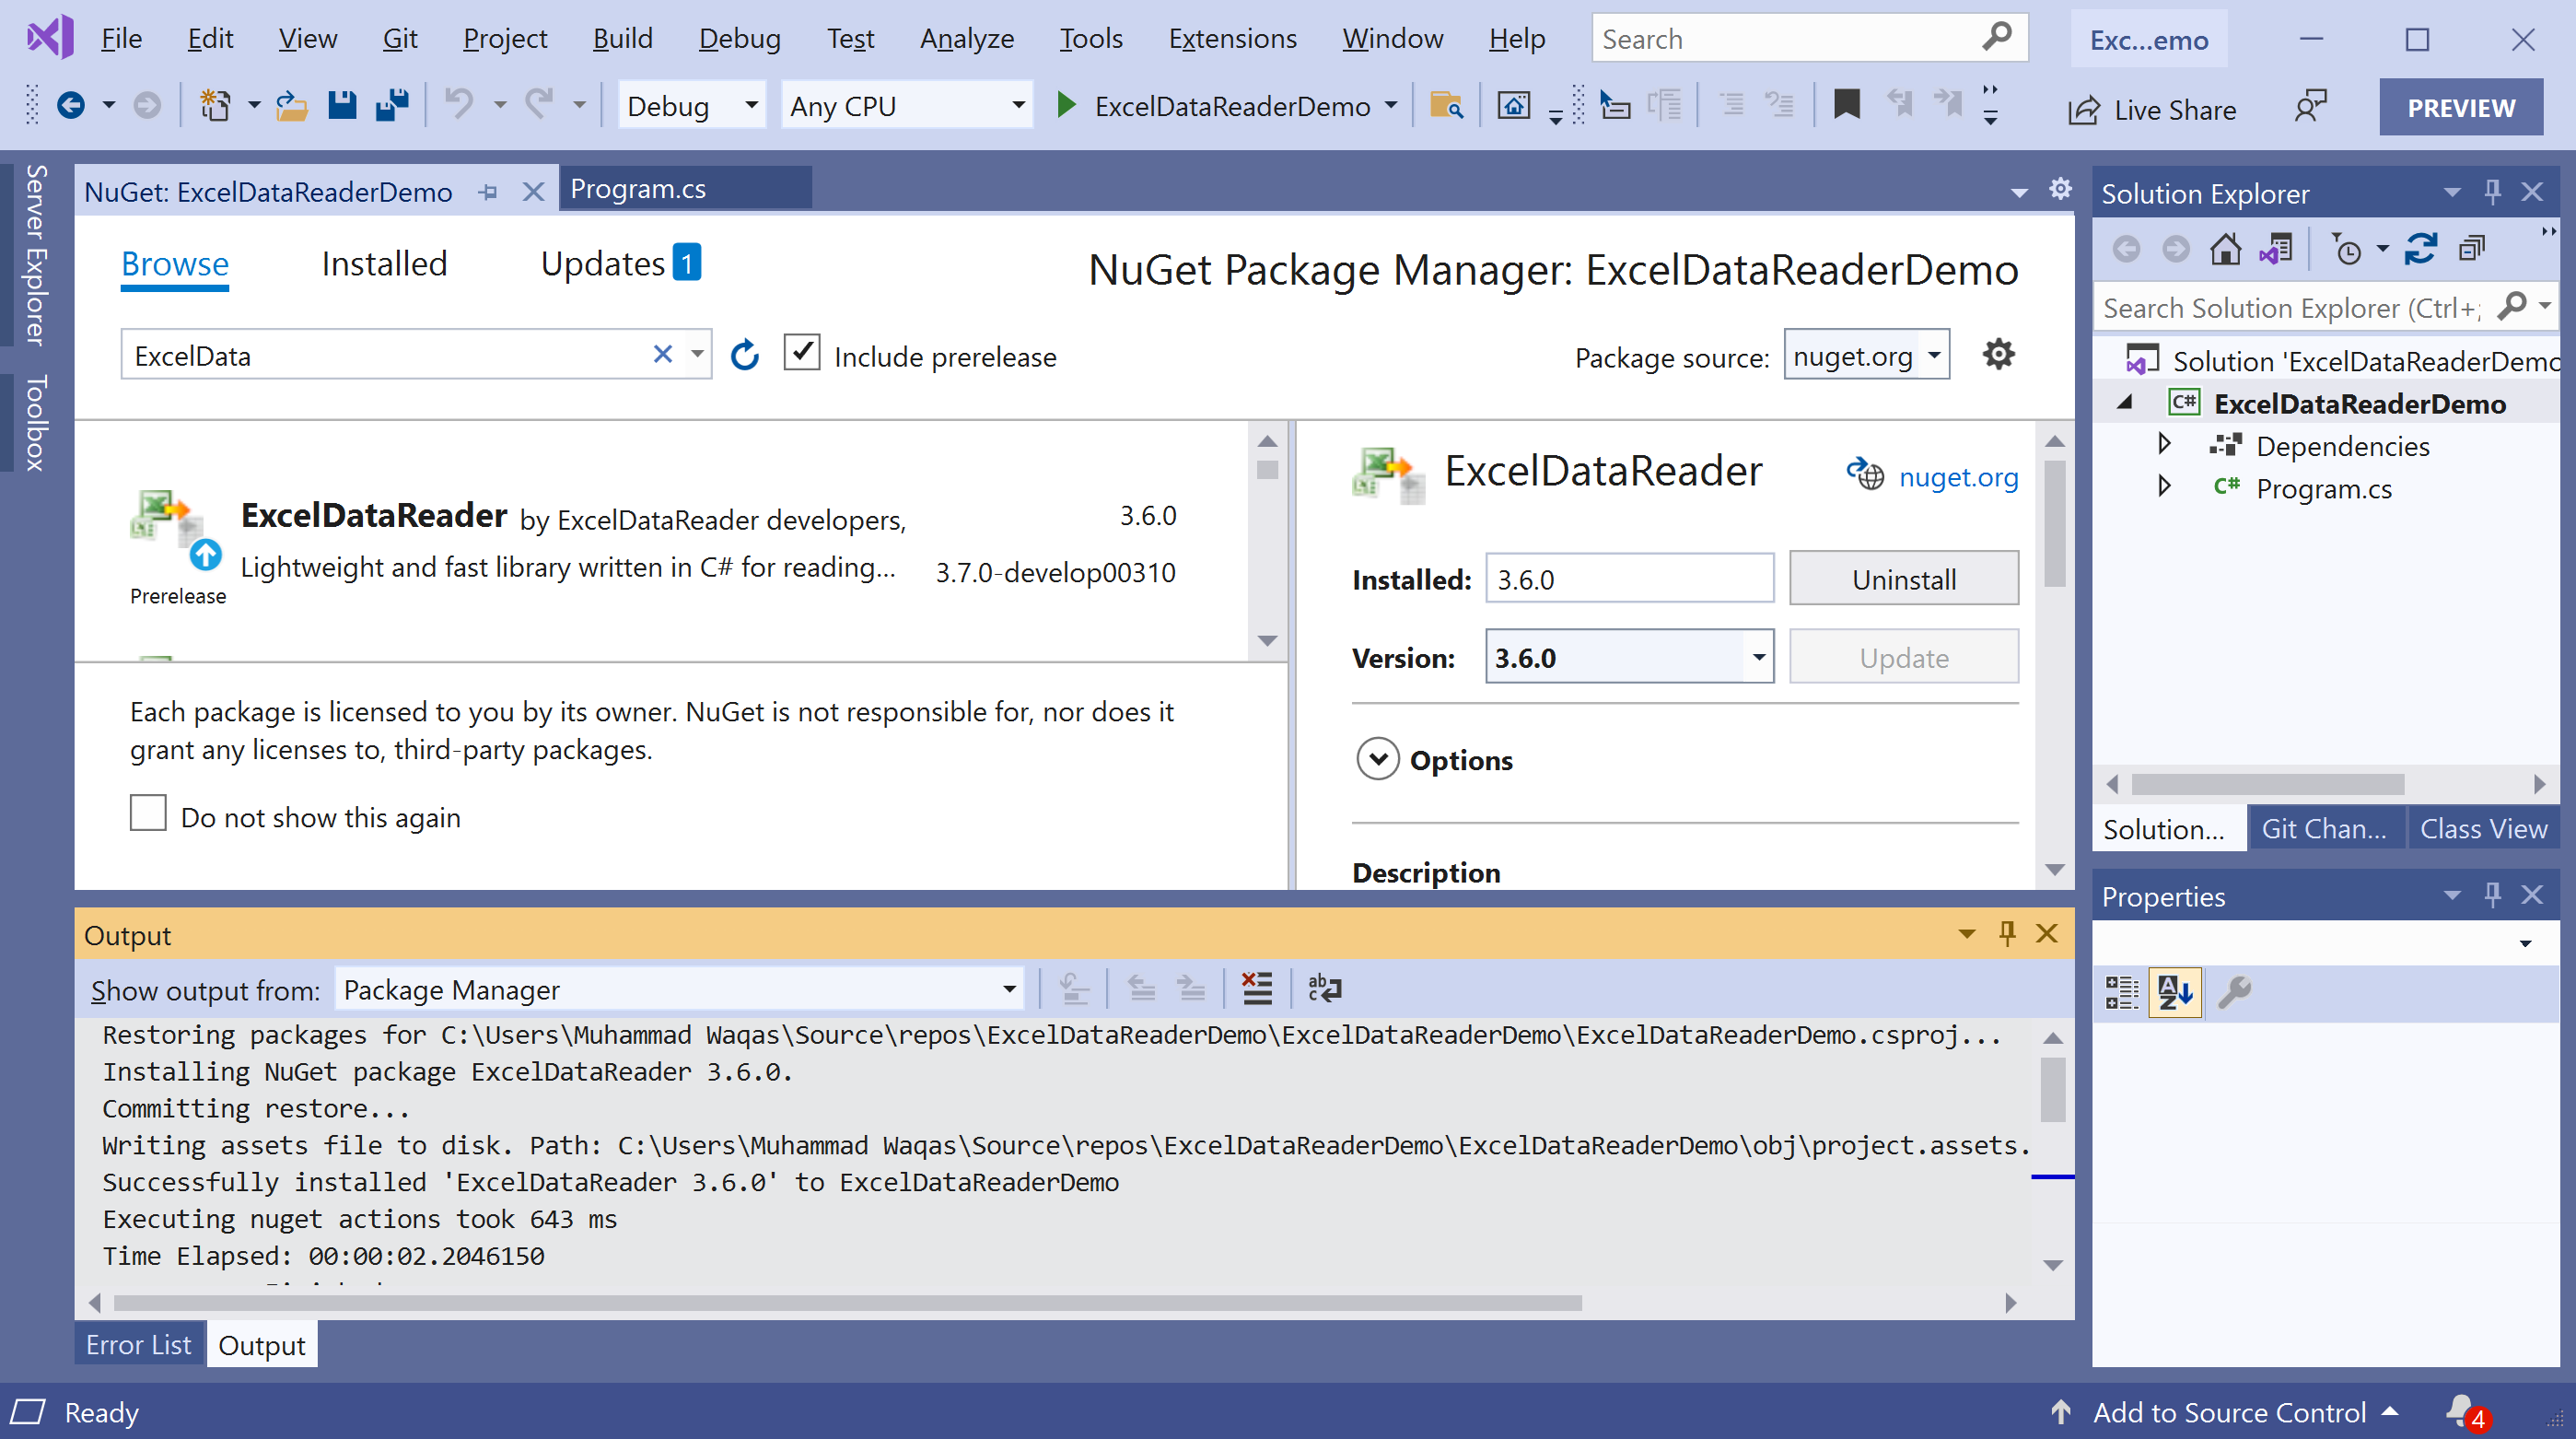 File Edit View Git Project Build Debug Test Analyze Tools Extensions Window Help Search Exc...emo
Debug Any CPU ExcelDataReaderDemo Live Share PREVIEW
Server Explorer
Toolbox
NuGet: ExcelDataReaderDemo Program.cs
Browse Installed Updates 1
NuGet Package Manager: ExcelDataReaderDemo
ExcelData Include prerelease Package source: nuget.org
ExcelDataReader by ExcelDataReader developers, 3.6.0
Lightweight and fast library written in C# for reading... 3.7.0-develop00310
Prerelease
Each package is licensed to you by its owner. NuGet is not responsible for, nor does it
grant any licenses to, third-party packages.
Do not show this again
ExcelDataReader nuget.org
Installed: 3.6.0 Uninstall
Version: 3.6.0 Update
Options
Description
Output
Show output from: Package Manager
Restoring packages for C:\Users\Muhammad Waqas\Source\repos\ExcelDataReaderDemo\ExcelDataReaderDemo\ExcelDataReaderDemo.csproj...
Installing NuGet package ExcelDataReader 3.6.0.
Committing restore...
Writing assets file to disk. Path: C:\Users\Muhammad Waqas\Source\repos\ExcelDataReaderDemo\ExcelDataReaderDemo\obj\project.assets.
Successfully installed 'ExcelDataReader 3.6.0' to ExcelDataReaderDemo
Executing nuget actions took 643 ms
Time Elapsed: 00:00:02.2046150
Error List Output
Solution Explorer
Search Solution Explorer (Ctrl+;
Solution 'ExcelDataReaderDemo
C# ExcelDataReaderDemo
Dependencies
C# Program.cs
Solution... Git Chan... Class View
Properties
Ready Add to Source Control 4